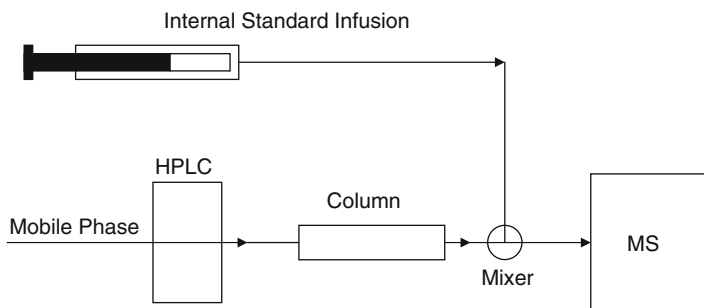 Internal Standard Infusion
HPLC
Column
Mobile Phase
Mixer
MS